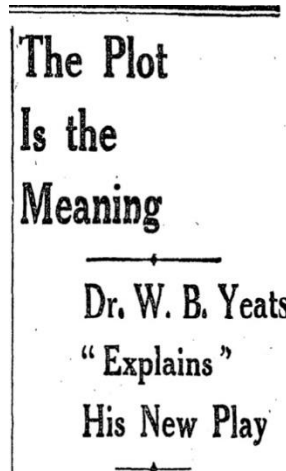 The Plot
Is the
Meaning
Dr. W. B. Yeats
"Explains"
His New Play